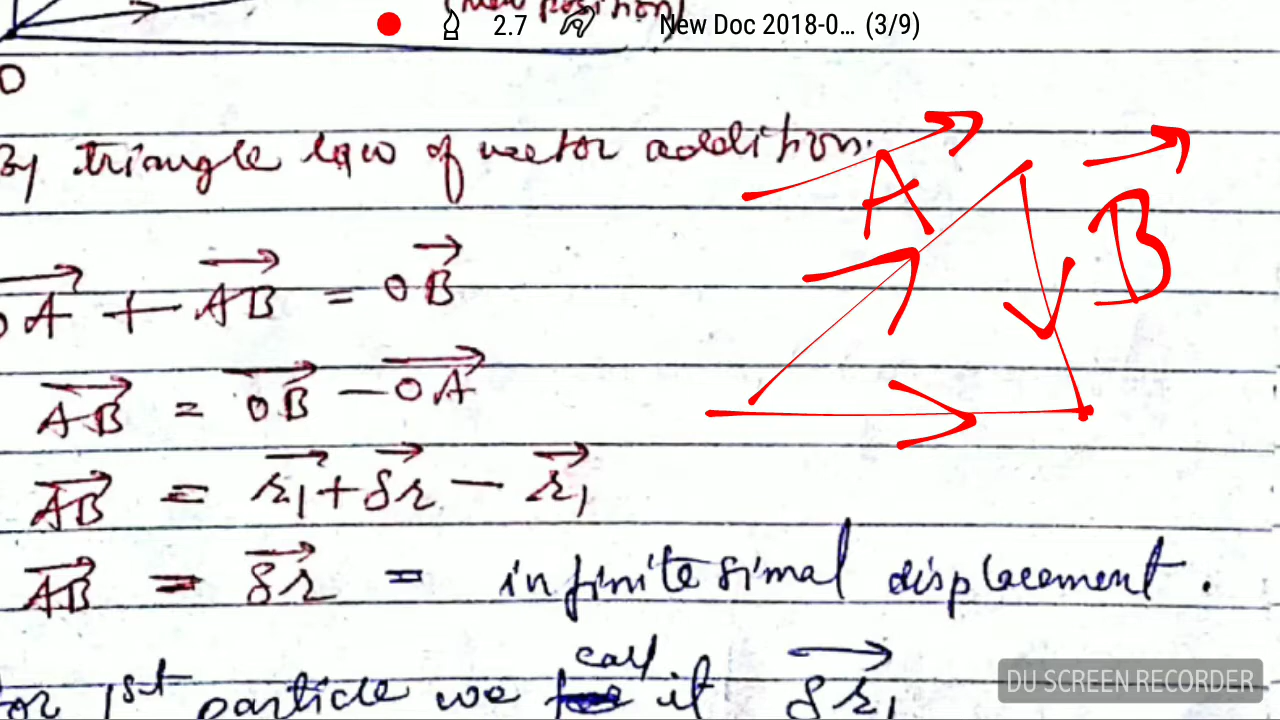 (new position)
2.7 New Doc 2018-0... (3/9)
O
By triangle law of vector addition.
A
B
OA + AB = OB
AB = OB - OA
AB = r1 + δr - r1
AB = δr = infinitesimal displacement.
for 1st particle we call it δr1
DU SCREEN RECORDER